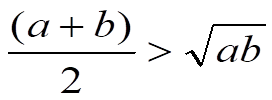 (a + b)/2 > √ab